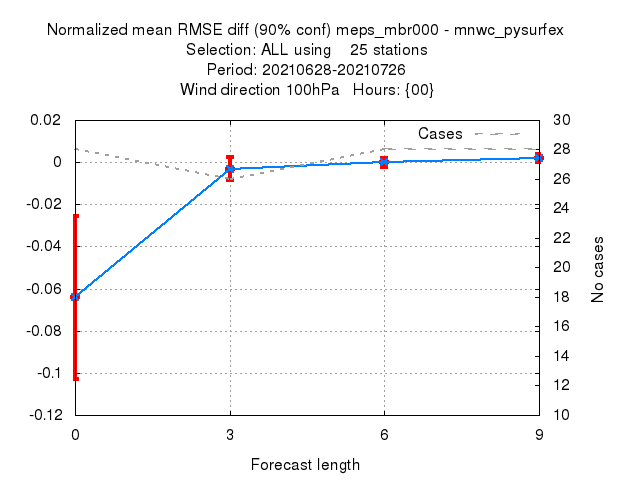 Normalized mean RMSE diff (90% conf) meps_mbr000 - mnwc_pysurfex
Selection: ALL using    25 stations
Period: 20210628-20210726
Wind direction 100hPa   Hours: {00}
Cases
0.02
0
-0.02
-0.04
-0.06
-0.08
-0.1
-0.12
30
28
26
24
22
20
18
16
14
12
10
No cases
0 3 6 9
Forecast length